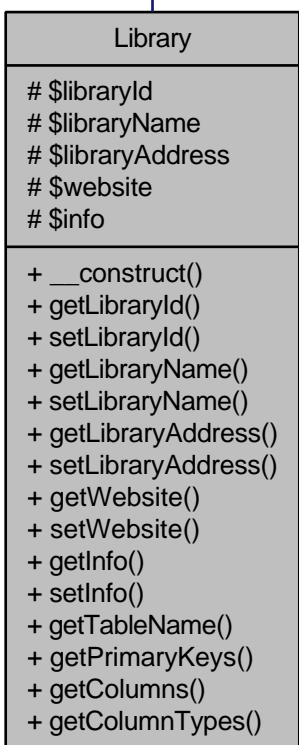 Library
# $libraryId
# $libraryName
# $libraryAddress
# $website
# $info
+ __construct()
+ getLibraryId()
+ setLibraryId()
+ getLibraryName()
+ setLibraryName()
+ getLibraryAddress()
+ setLibraryAddress()
+ getWebsite()
+ setWebsite()
+ getInfo()
+ setInfo()
+ getTableName()
+ getPrimaryKeys()
+ getColumns()
+ getColumnTypes()